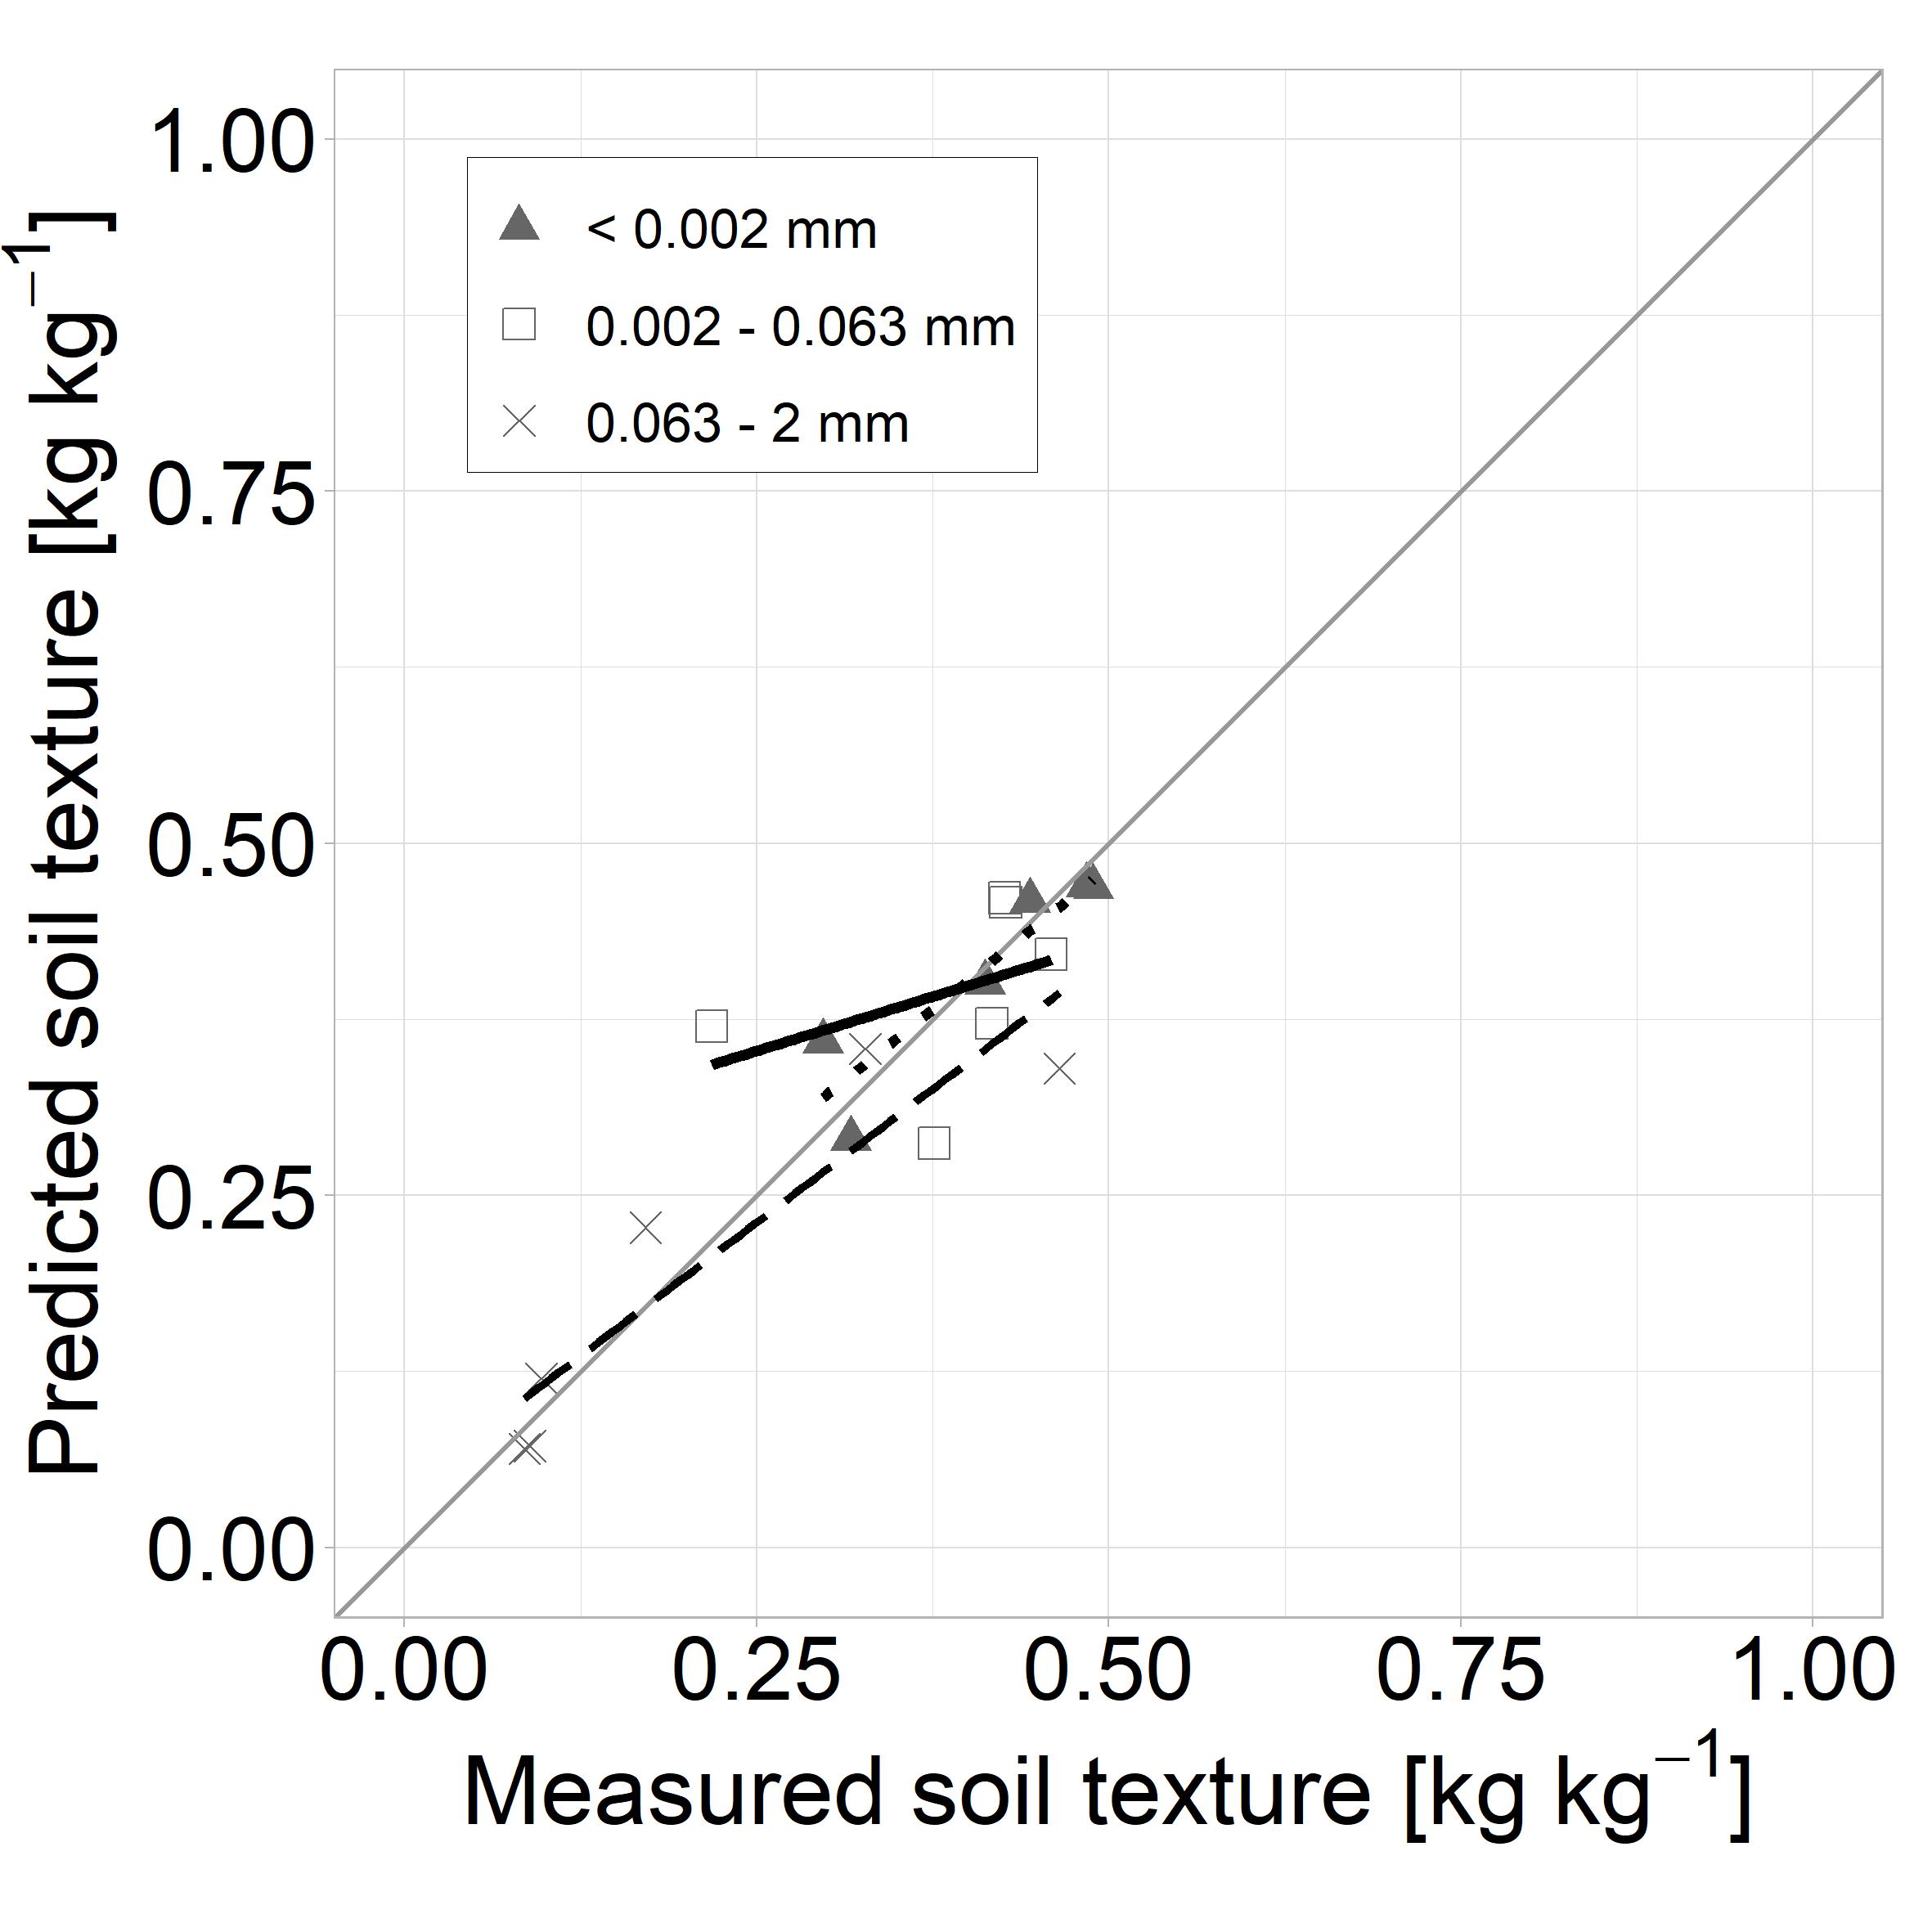 Predicted soil texture [kg kg⁻¹]
1.00
0.75
0.50
0.25
0.00
< 0.002 mm
0.002 - 0.063 mm
0.063 - 2 mm
0.00 0.25 0.50 0.75 1.00
Measured soil texture [kg kg⁻¹]